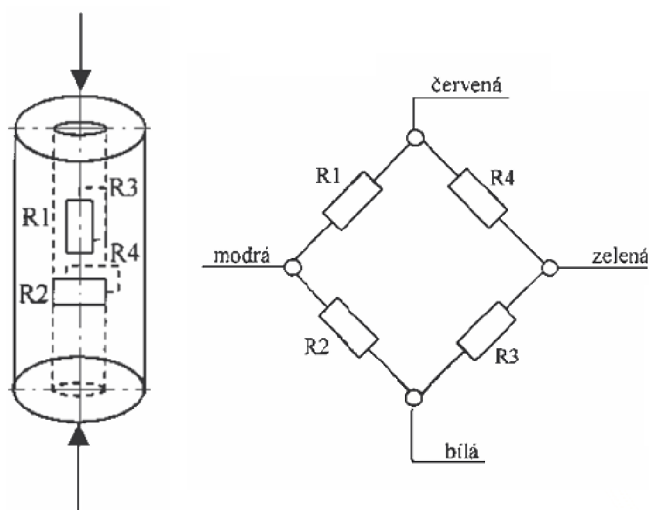 R3
R1
R4
R2
červená
R1
R4
modrá
zelená
R2
R3
bílá